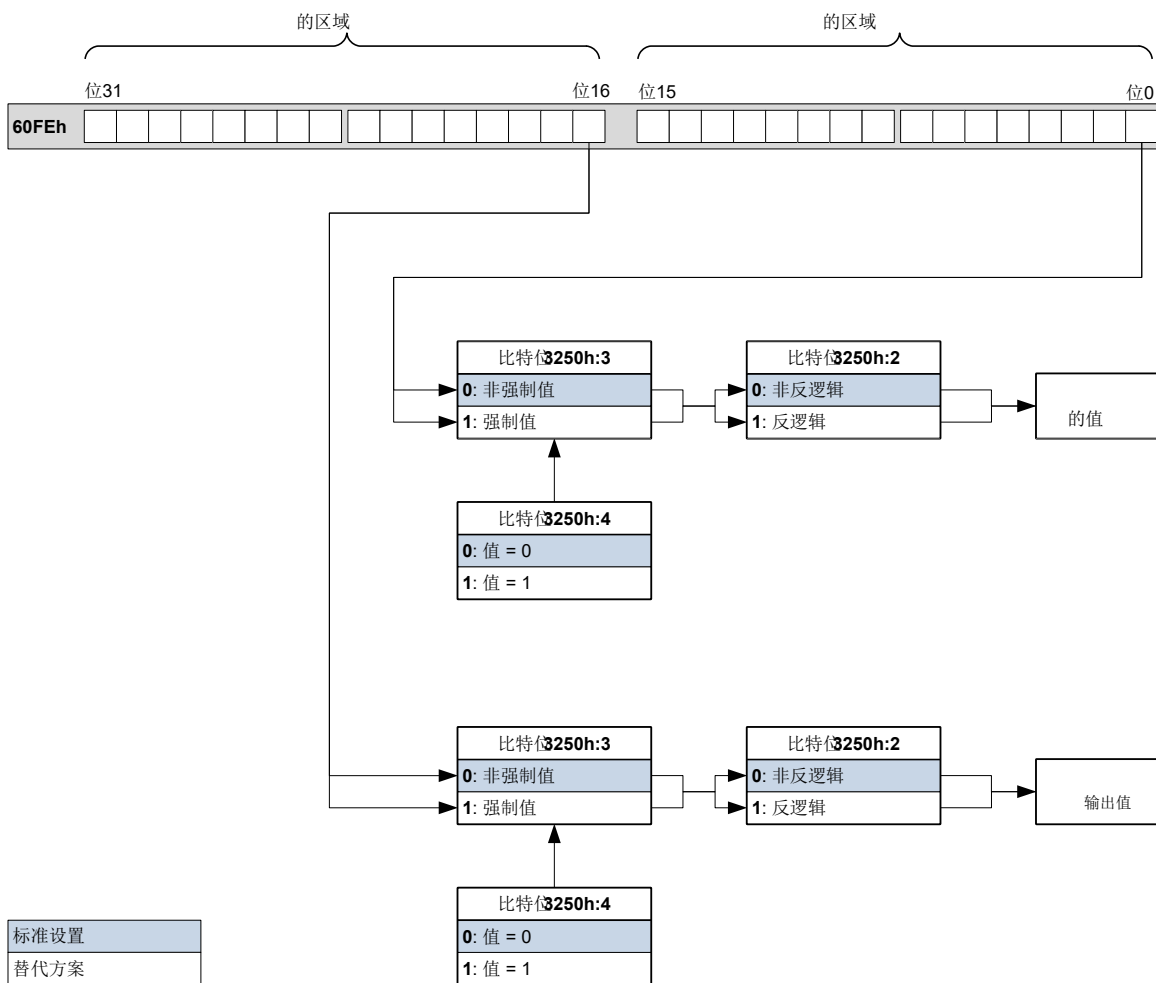 的区域
的区域
位31
位16
位15
位0
60FEh
比特位3250h:3
0: 非强制值
1: 强制值
比特位3250h:2
0: 非反逻辑
1: 反逻辑
的值
比特位3250h:4
0: 值 = 0
1: 值 = 1
比特位3250h:3
0: 非强制值
1: 强制值
比特位3250h:2
0: 非反逻辑
1: 反逻辑
输出值
比特位3250h:4
0: 值 = 0
1: 值 = 1
标准设置
替代方案